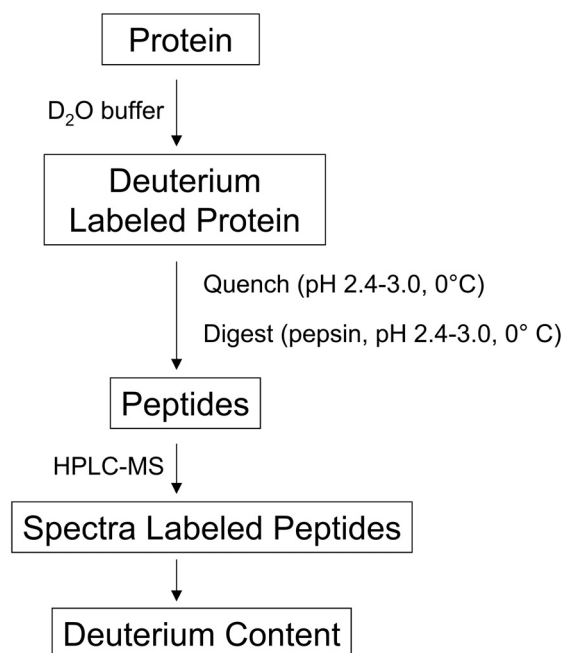 Protein
D₂O buffer
Deuterium
Labeled Protein
Quench (pH 2.4-3.0, 0°C)
Digest (pepsin, pH 2.4-3.0, 0° C)
Peptides
HPLC-MS
Spectra Labeled Peptides
Deuterium Content